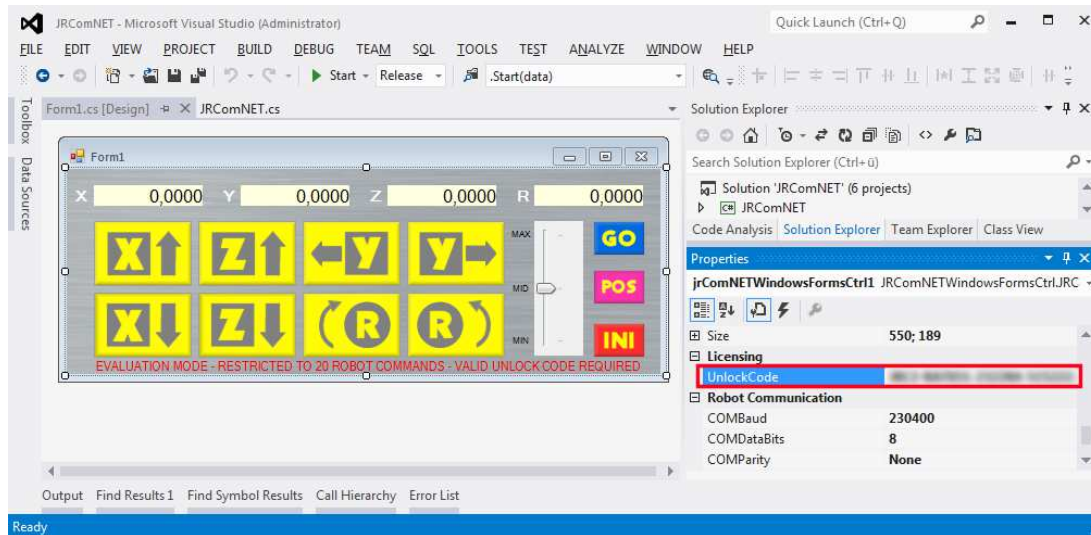 JRComNET - Microsoft Visual Studio (Administrator)
Quick Launch (Ctrl+Q)
FILE EDIT VIEW PROJECT BUILD DEBUG TEAM SQL TOOLS TEST ANALYZE WINDOW HELP
Start Release .Start(data)
Toolbox
Data Sources
Form1.cs [Design] JRComNET.cs
Form1
X 0,0000 Y 0,0000 Z 0,0000 R 0,0000
X Z Y Y MAX GO
MID POS
X Z R R MIN INI
EVALUATION MODE - RESTRICTED TO 20 ROBOT COMMANDS - VALID UNLOCK CODE REQUIRED
Solution Explorer
Search Solution Explorer (Ctrl+ü)
Solution 'JRComNET' (6 projects)
C# JRComNET
Code Analysis Solution Explorer Team Explorer Class View
Properties
jrComNETWindowsFormsCtrl1 JRComNETWindowsFormsCtrl.JRC
Size 550; 189
Licensing
UnlockCode
Robot Communication
COMBaud 230400
COMDataBits 8
COMParity None
Output Find Results 1 Find Symbol Results Call Hierarchy Error List
Ready